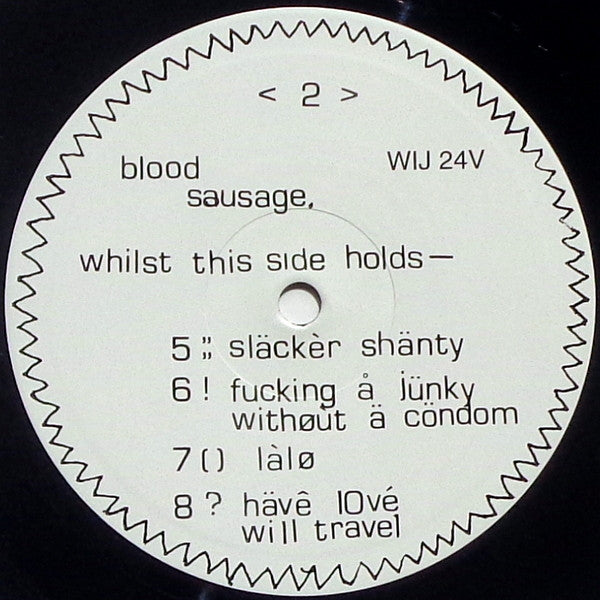 < 2 >
blood WIJ 24V
sausage.
whilst this side holds—
5 ;; släckèr shänty
6 ! fucking å jünky
withøùt ä cöndom
7 () làlø
8 ? hävê lOvé
will travel